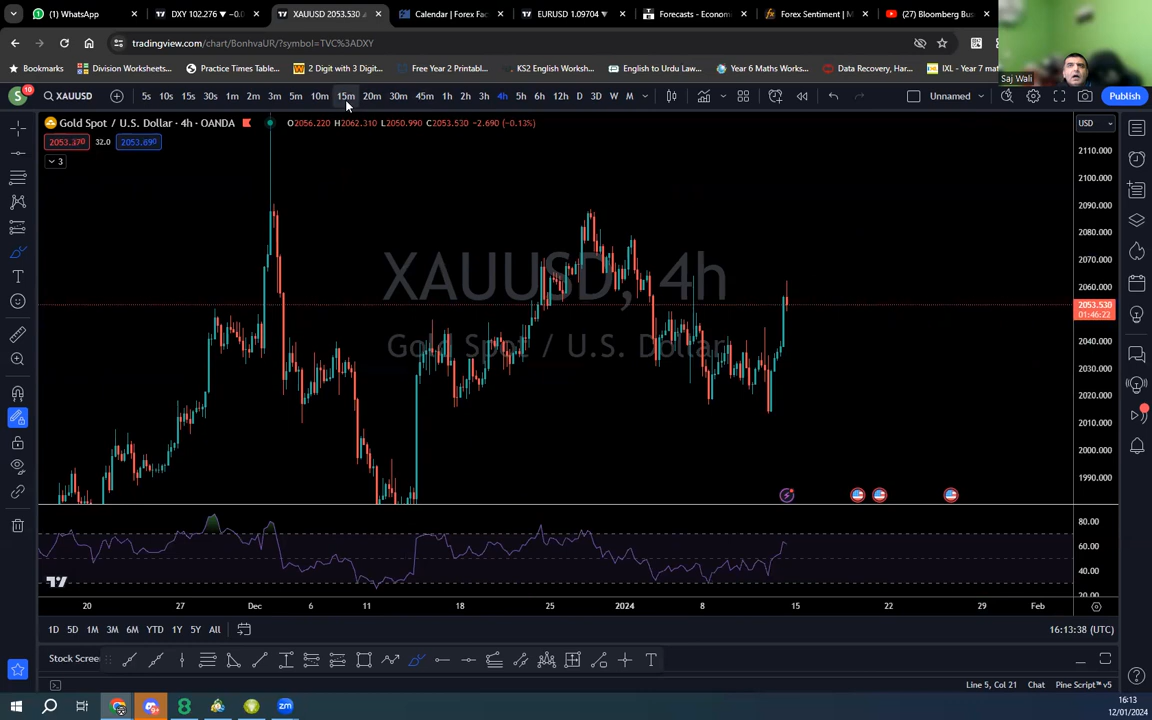 WhatsApp
DXY 102.276 ▼ −0.0
XAUUSD 2053.530
Calendar | Forex Fac
EURUSD 1.09704 ▼
Forecasts - Econom
Forex Sentiment | M
(27) Bloomberg Bus
tradingview.com/chart/BonhvaUR/?symbol=TVC%3ADXY
Bookmarks
Division Worksheets...
Practice Times Table...
2 Digit with 3 Digit...
Free Year 2 Printabl...
KS2 English Worksh...
English to Urdu Law...
Year 6 Maths Works...
Data Recovery, Har...
IXL - Year 7 mat
Saj Wali
S
10
XAUUSD
5s 10s 15s 30s 1m 2m 3m 5m 10m 15m 20m 30m 45m 1h 2h 3h 4h 5h 6h 12h D 3D W M
Unnamed
Publish
Gold Spot / U.S. Dollar · 4h · OANDA
O2056.220 H2062.310 L2050.990 C2053.530 −2.690 (−0.13%)
USD
2053.370 32.0 2053.690
3
XAUUSD, 4h
Gold Spot / U.S. Dollar
2110.000
2100.000
2090.000
2080.000
2070.000
2060.000
2053.530
01:46:22
2040.000
2030.000
2020.000
2010.000
2000.000
1990.000
80.00
60.00
40.00
20.00
20 27 Dec 6 11 18 25 2024 8 15 22 29 Feb
1D 5D 1M 3M 6M YTD 1Y 5Y All
16:13:38 (UTC)
Stock Scree
Line 5, Col 21 Chat Pine Script™ v5
16:13
12/01/2024